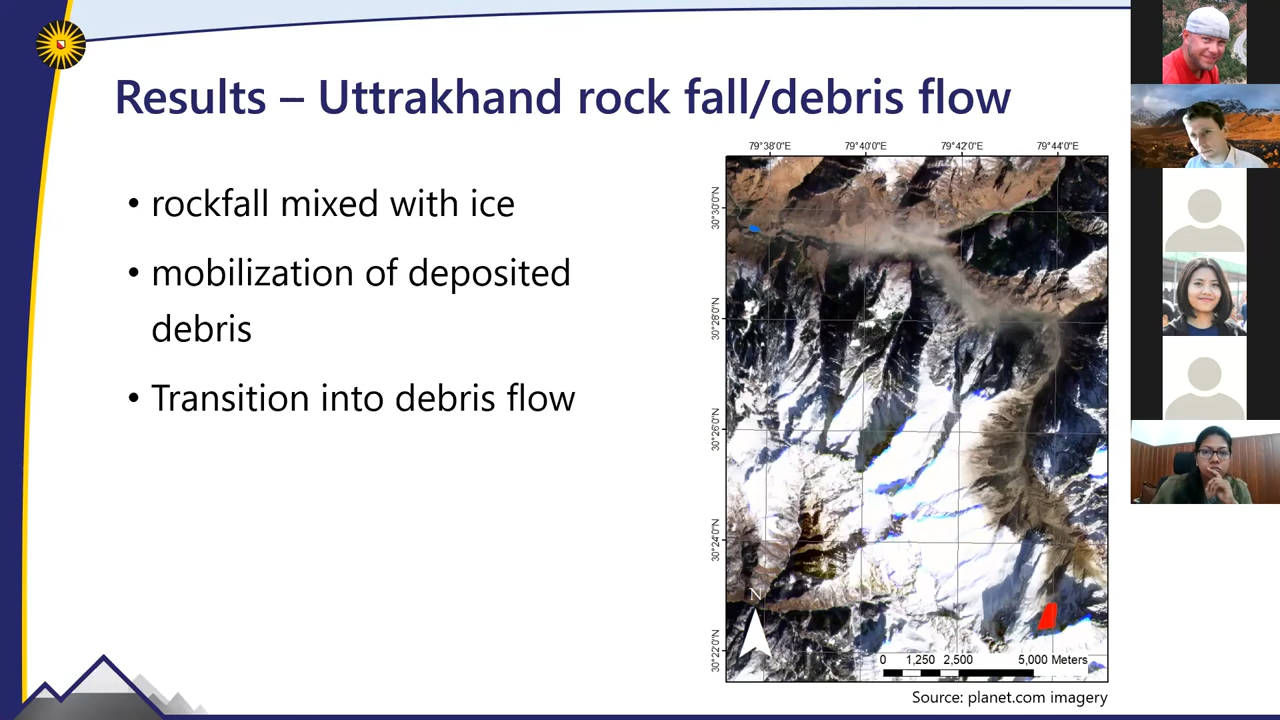 Results – Uttrakhand rock fall/debris flow
• rockfall mixed with ice
• mobilization of deposited
debris
• Transition into debris flow
79°38'0"E 79°40'0"E 79°42'0"E 79°44'0"E
30°30'0"N
30°28'0"N
30°26'0"N
30°24'0"N
30°22'0"N
N
0 1,250 2,500 5,000 Meters
Source: planet.com imagery